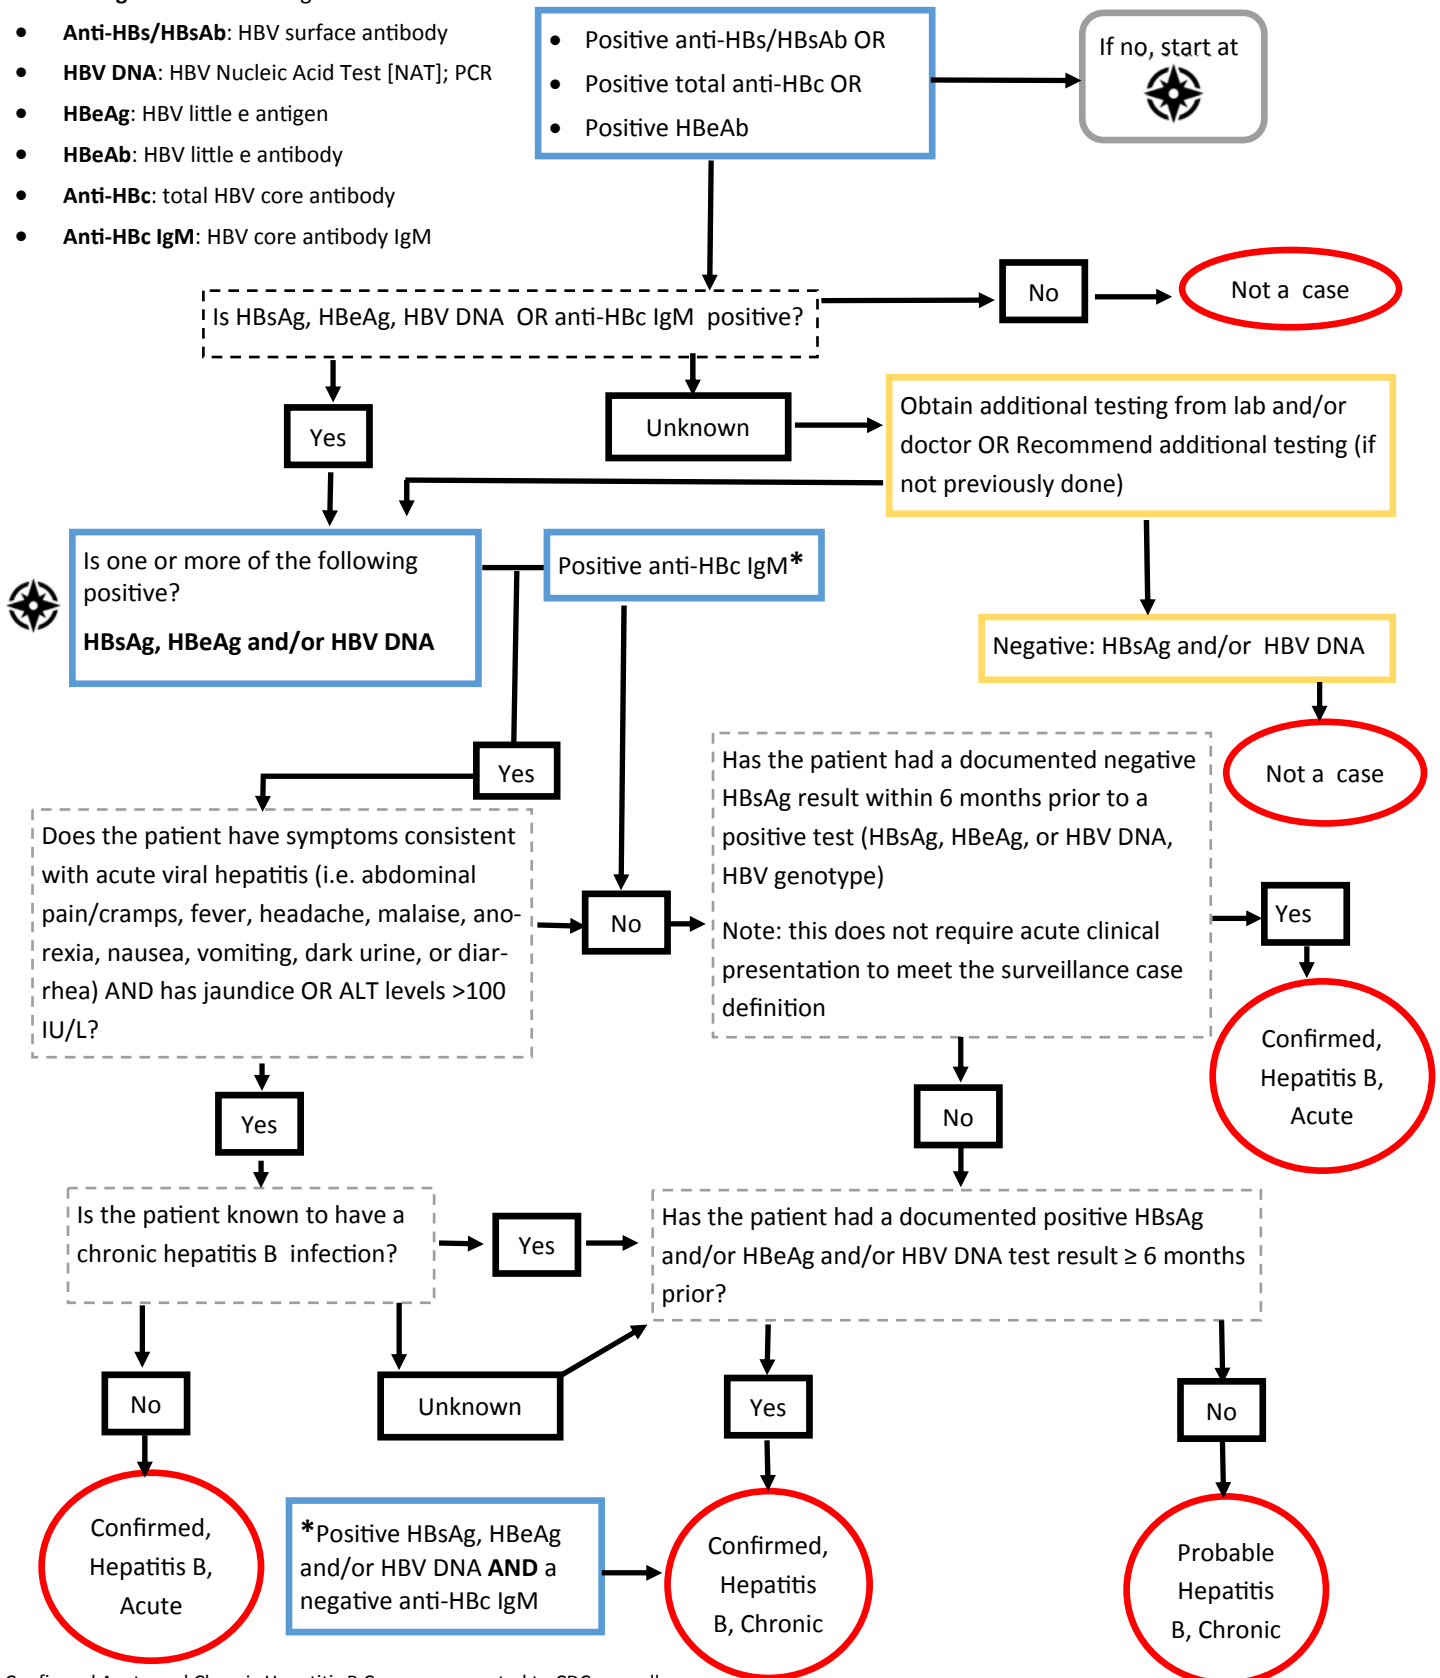 • Anti-HBs/HBsAb: HBV surface antibody
• HBV DNA: HBV Nucleic Acid Test [NAT]; PCR
• HBeAg: HBV little e antigen
• HBeAb: HBV little e antibody
• Anti-HBc: total HBV core antibody
• Anti-HBc IgM: HBV core antibody IgM
• Positive anti-HBs/HBsAb OR
• Positive total anti-HBc OR
• Positive HBeAb
If no, start at
Is HBsAg, HBeAg, HBV DNA OR anti-HBc IgM positive?
No
Not a case
Yes
Unknown
Obtain additional testing from lab and/or
doctor OR Recommend additional testing (if
not previously done)
Is one or more of the following
positive?
HBsAg, HBeAg and/or HBV DNA
Positive anti-HBc IgM*
Negative: HBsAg and/or HBV DNA
Not a case
Yes
Does the patient have symptoms consistent
with acute viral hepatitis (i.e. abdominal
pain/cramps, fever, headache, malaise, ano-
rexia, nausea, vomiting, dark urine, or diar-
rhea) AND has jaundice OR ALT levels >100
IU/L?
No
Has the patient had a documented negative
HBsAg result within 6 months prior to a
positive test (HBsAg, HBeAg, or HBV DNA,
HBV genotype)
Note: this does not require acute clinical
presentation to meet the surveillance case
definition
Yes
Confirmed,
Hepatitis B,
Acute
Yes
No
Is the patient known to have a
chronic hepatitis B infection?
Yes
Has the patient had a documented positive HBsAg
and/or HBeAg and/or HBV DNA test result ≥ 6 months
prior?
No
Unknown
Yes
No
Confirmed,
Hepatitis B,
Acute
*Positive HBsAg, HBeAg
and/or HBV DNA AND a
negative anti-HBc IgM
Confirmed,
Hepatitis
B, Chronic
Probable
Hepatitis
B, Chronic